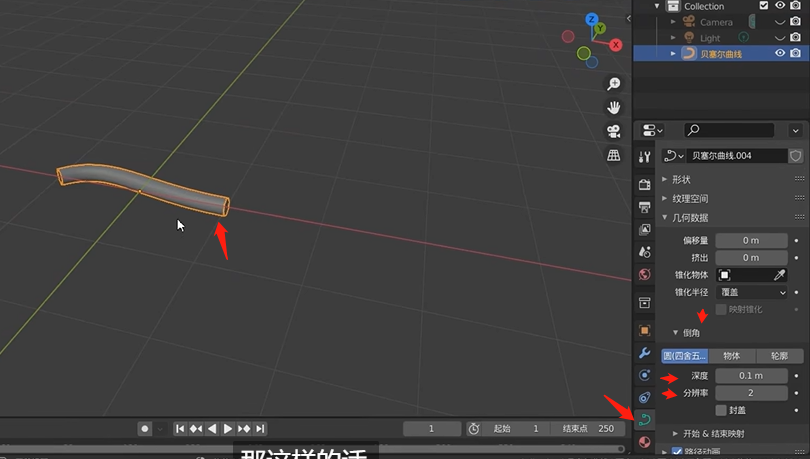 Collection
Camera
Light
贝塞尔曲线
Z
Y
X
贝塞尔曲线.004
形状
纹理空间
几何数据
偏移量 0 m
挤出 0 m
锥化物体
锥化半径 覆盖
映射锥化
倒角
圆(四舍五... 物体 轮廓
深度 0.1 m
分辨率 2
封盖
开始 & 结束映射
路径动画
1 起始 1 结束点 250
那这样的话